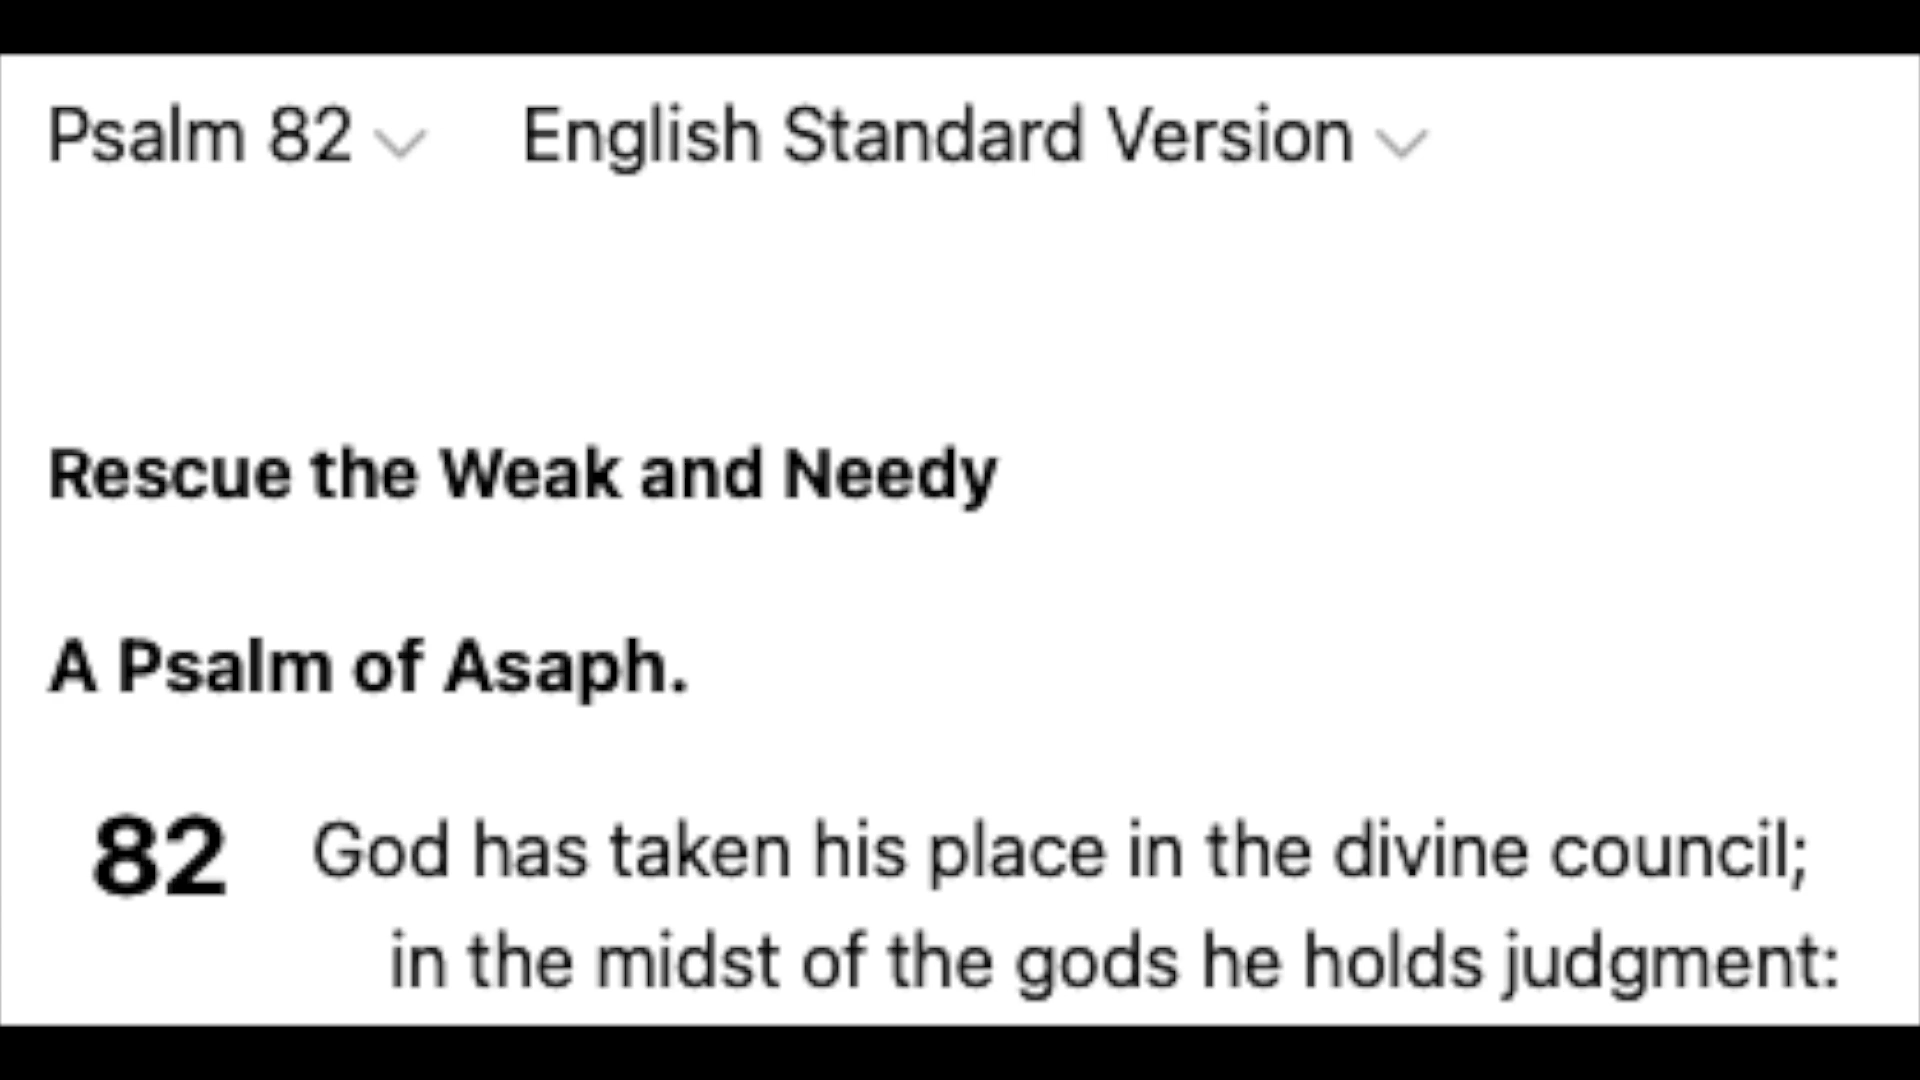 Psalm 82 English Standard Version
Rescue the Weak and Needy
A Psalm of Asaph.
82 God has taken his place in the divine council;
in the midst of the gods he holds judgment: